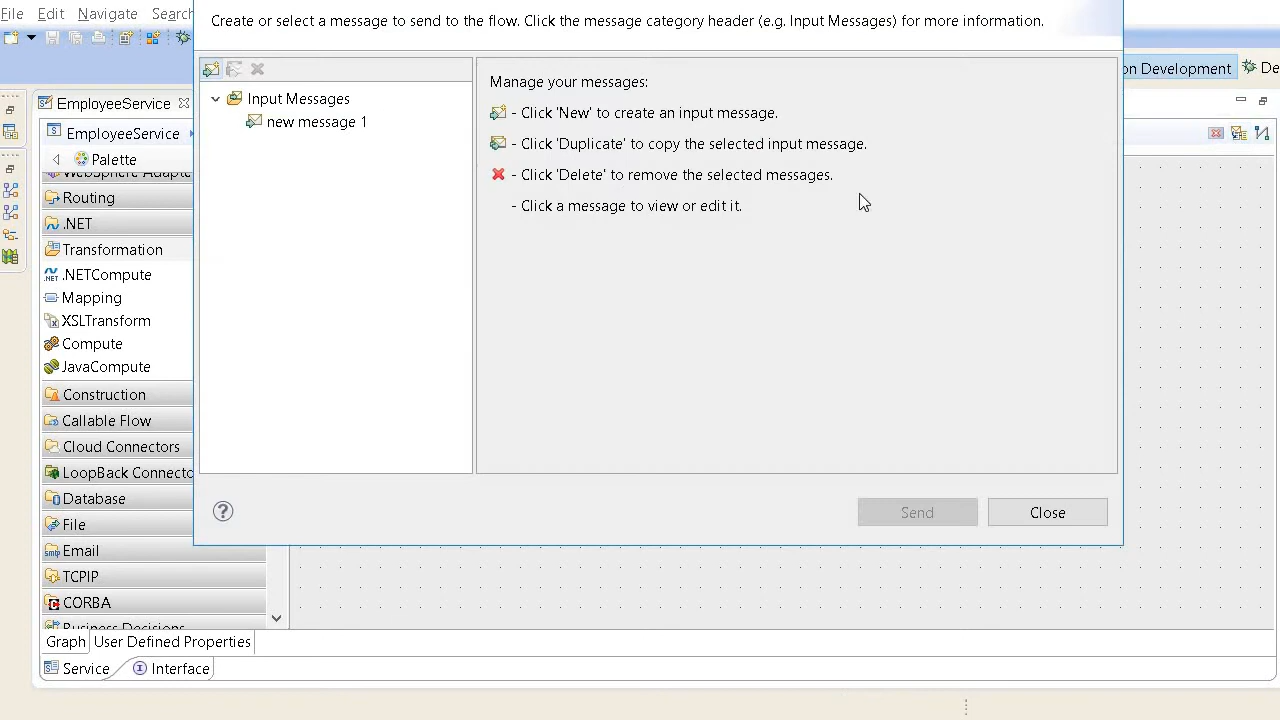 File Edit Navigate Search
Create or select a message to send to the flow. Click the message category header (e.g. Input Messages) for more information.
on Development
De
EmployeeService
EmployeeService
Palette
WebSphere Adapte
Routing
.NET
Transformation
.NETCompute
Mapping
XSLTransform
Compute
JavaCompute
Construction
Callable Flow
Cloud Connectors
LoopBack Connecto
Database
File
Email
TCPIP
CORBA
Business Decisions
Input Messages
new message 1
Manage your messages:
- Click 'New' to create an input message.
- Click 'Duplicate' to copy the selected input message.
- Click 'Delete' to remove the selected messages.
- Click a message to view or edit it.
Send Close
Graph User Defined Properties
Service Interface